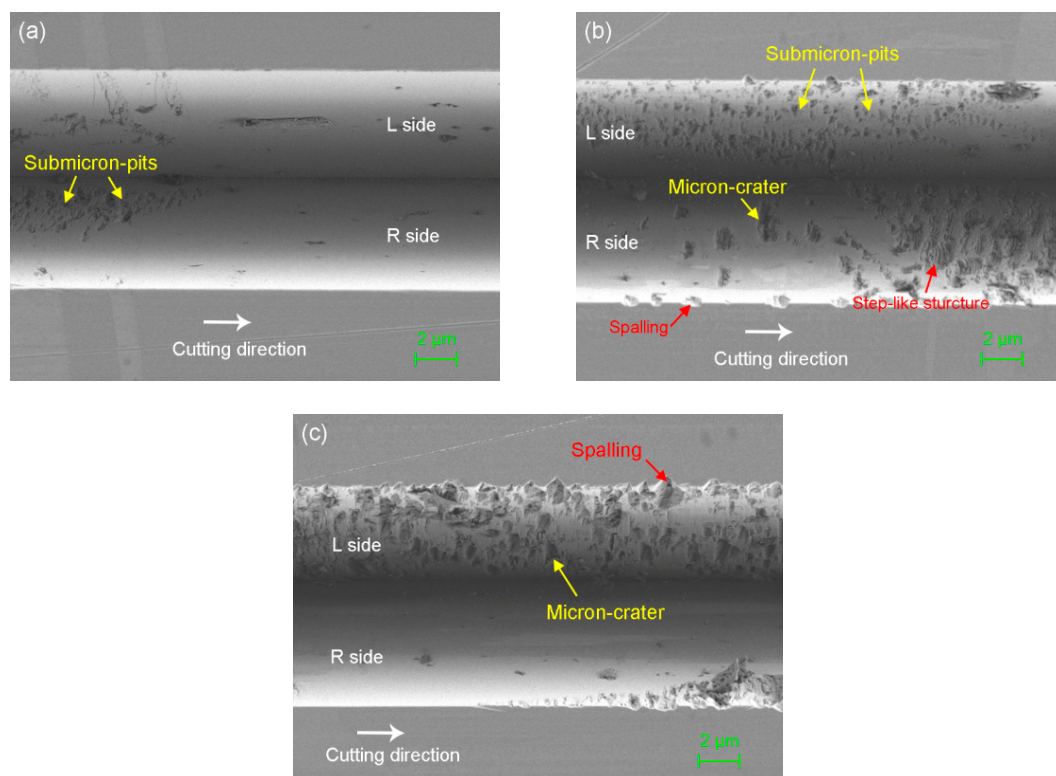 (a)
L side
Submicron-pits
R side
Cutting direction
2 μm
(b)
Submicron-pits
L side
Micron-crater
R side
Step-like sturcture
Spalling
Cutting direction
2 μm
(c)
Spalling
L side
Micron-crater
R side
Cutting direction
2 μm